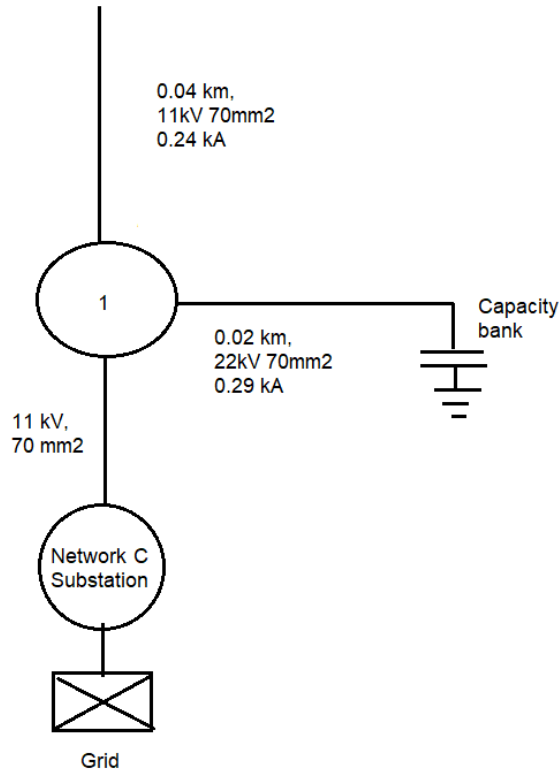 0.04 km,
11kV 70mm2
0.24 kA
1
Capacity
bank
0.02 km,
22kV 70mm2
0.29 kA
11 kV,
70 mm2
Network C
Substation
Grid